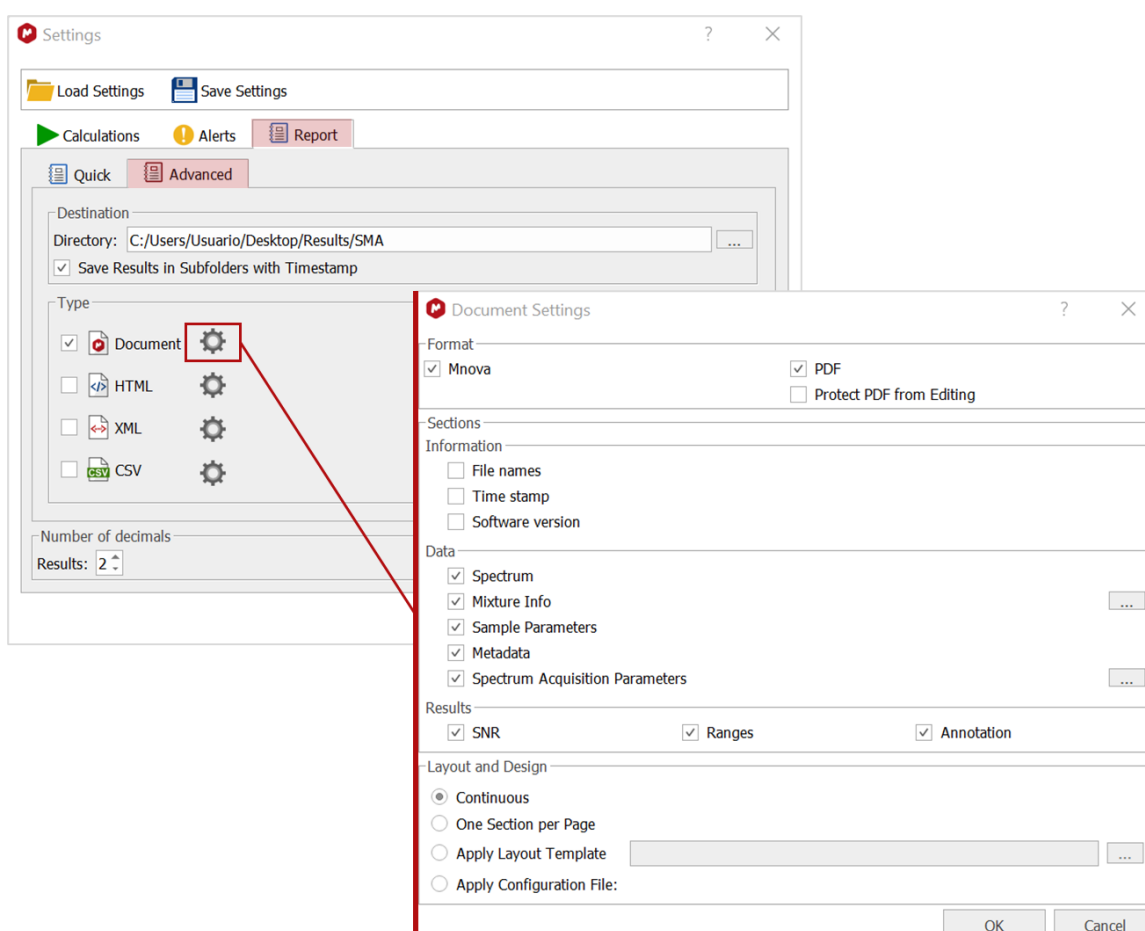 Settings
?
Load Settings
Save Settings
Calculations
Alerts
Report
Quick
Advanced
Destination
Directory: C:/Users/Usuario/Desktop/Results/SMA ...
Save Results in Subfolders with Timestamp
Type
Document
HTML
XML
CSV CSV
Number of decimals
Results: 2
Document Settings
?
Format
Mnova
PDF
Protect PDF from Editing
Sections
Information
File names
Time stamp
Software version
Data
Spectrum
Mixture Info ...
Sample Parameters
Metadata
Spectrum Acquisition Parameters ...
Results
SNR
Ranges
Annotation
Layout and Design
Continuous
One Section per Page
Apply Layout Template ...
Apply Configuration File:
OK
Cancel